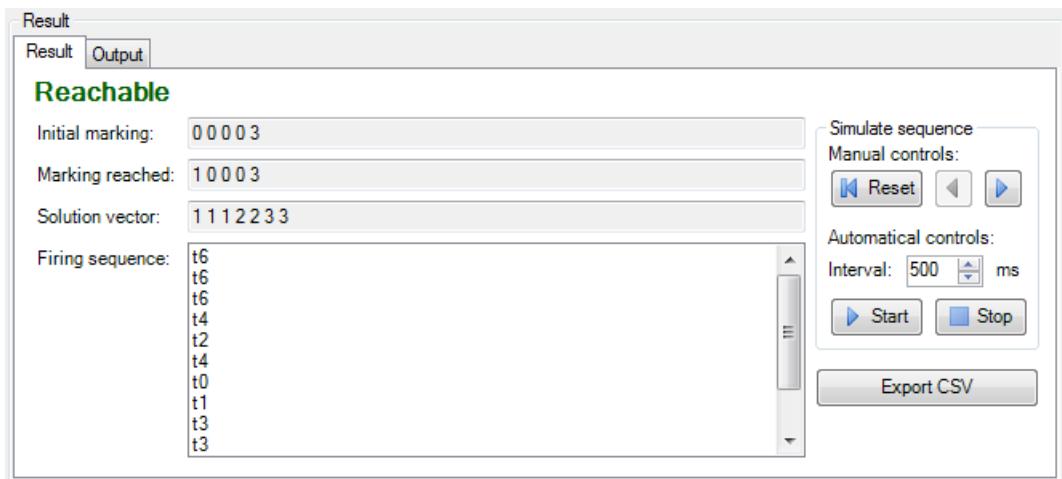 Result
Result
Output
Reachable
Initial marking:
0 0 0 0 3
Marking reached:
1 0 0 0 3
Solution vector:
1 1 1 2 2 3 3
Firing sequence:
t6
t6
t6
t4
t2
t4
t0
t1
t3
t3
Simulate sequence
Manual controls:
Reset
Automatical controls:
Interval: 500 ms
Start
Stop
Export CSV